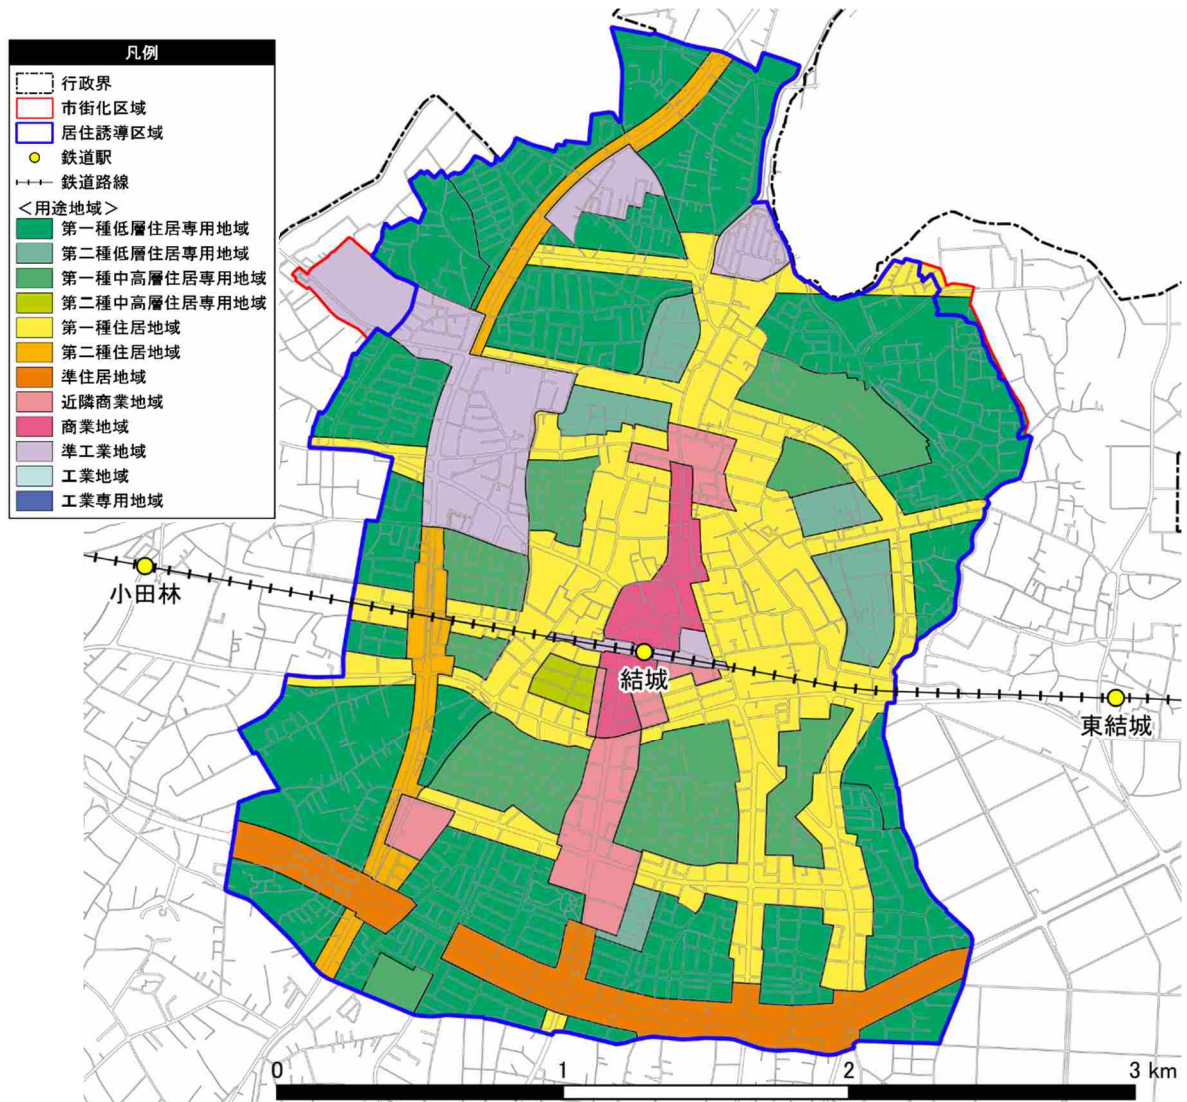 凡例
行政界
市街化区域
居住誘導区域
鉄道駅
鉄道路線
＜用途地域＞
第一種低層住居専用地域
第二種低層住居専用地域
第一種中高層住居専用地域
第二種中高層住居専用地域
第一種住居地域
第二種住居地域
準住居地域
近隣商業地域
商業地域
準工業地域
工業地域
工業専用地域
小田林
結城
東結城
0 1 2 3 km